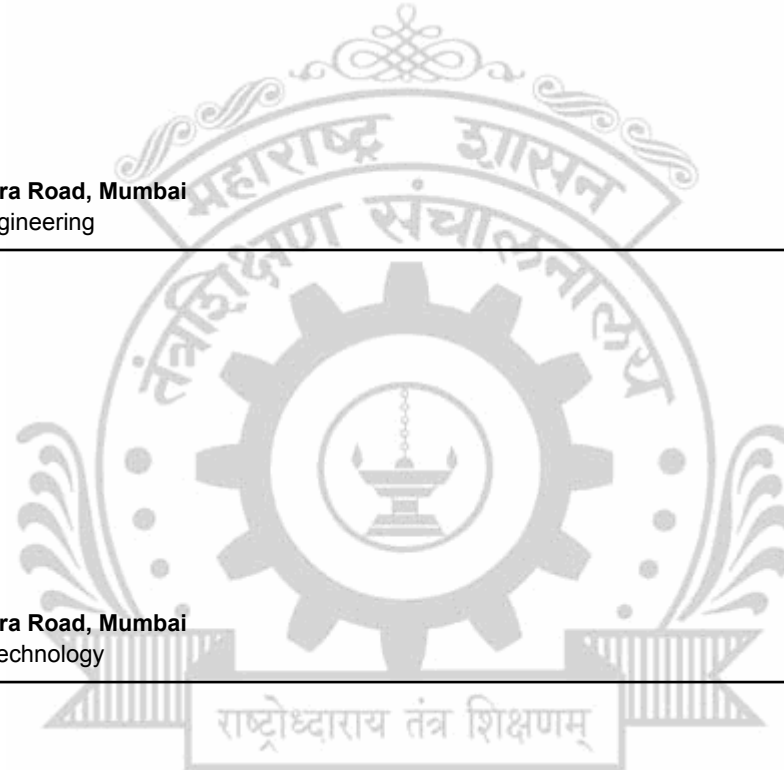 महाराष्ट्र शासन
ra Road, Mumbai
gineering
तंत्रशिक्षण संचालनालय
ra Road, Mumbai
echnology
राष्ट्रोध्दाराय तंत्र शिक्षणम्